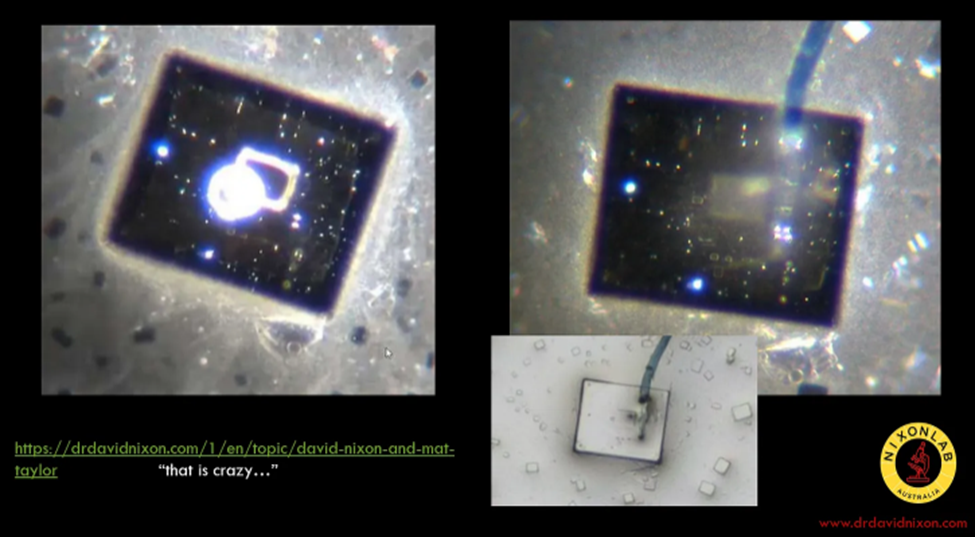 https://drdavidnixon.com/1/en/topic/david-nixon-and-mat-
taylor "that is crazy..."
NIXONLAB
AUSTRALIA
www.drdavidnixon.com